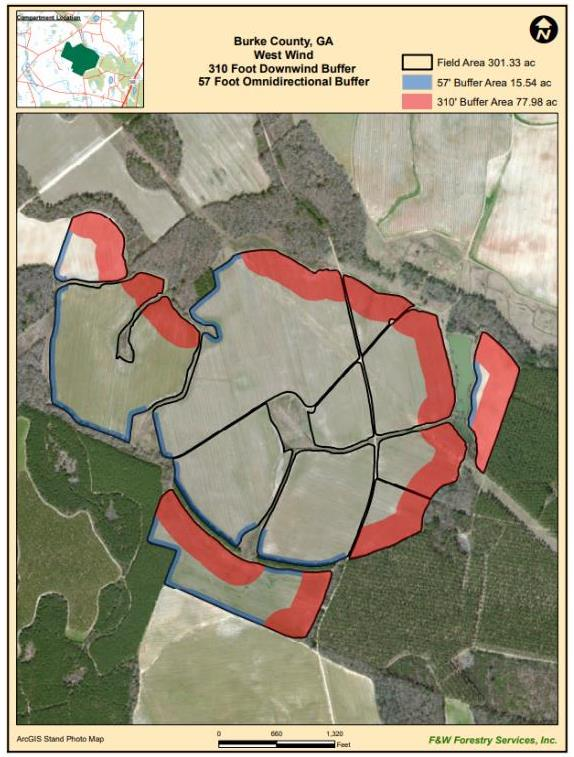 Compartment Location
N
Burke County, GA
West Wind
310 Foot Downwind Buffer
57 Foot Omnidirectional Buffer
Field Area 301.33 ac
57' Buffer Area 15.54 ac
310' Buffer Area 77.98 ac
ArcGIS Stand Photo Map
0 660 1,320
Feet
F&W Forestry Services, Inc.